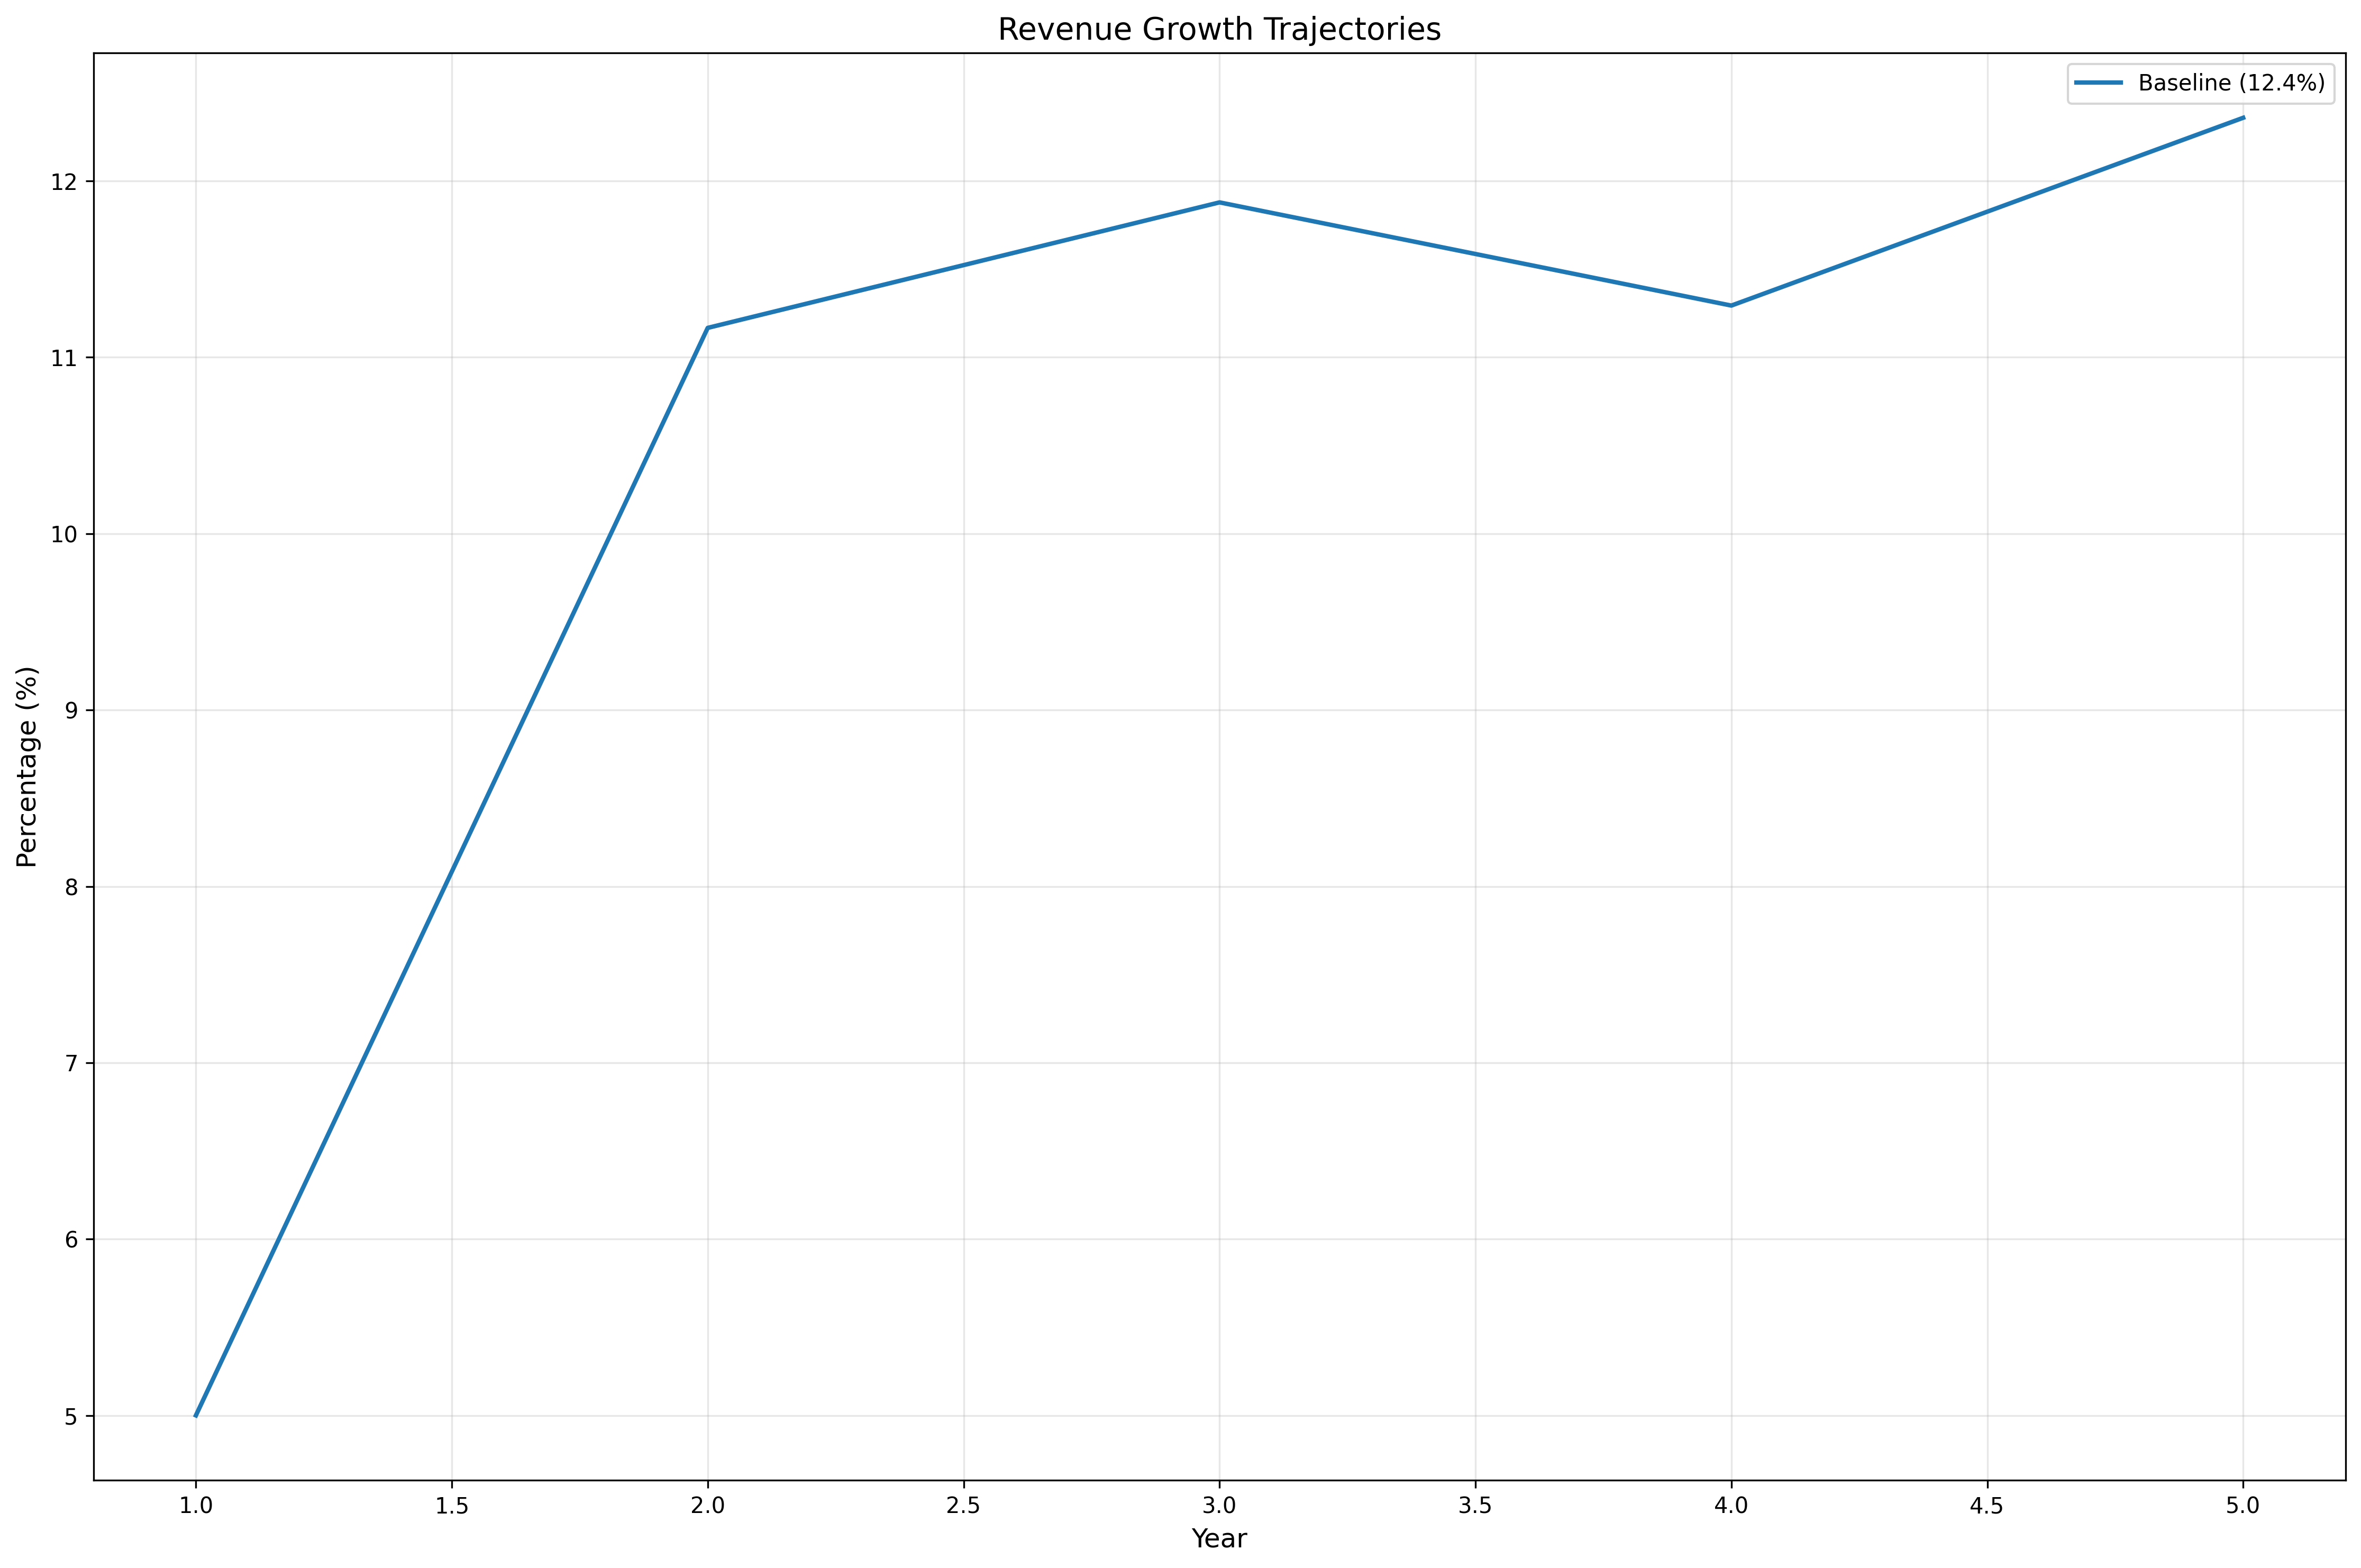 Revenue Growth Trajectories
Baseline (12.4%)
12
11
10
9
8
7
6
5
Percentage (%)
1.0 1.5 2.0 2.5 3.0 3.5 4.0 4.5 5.0
Year